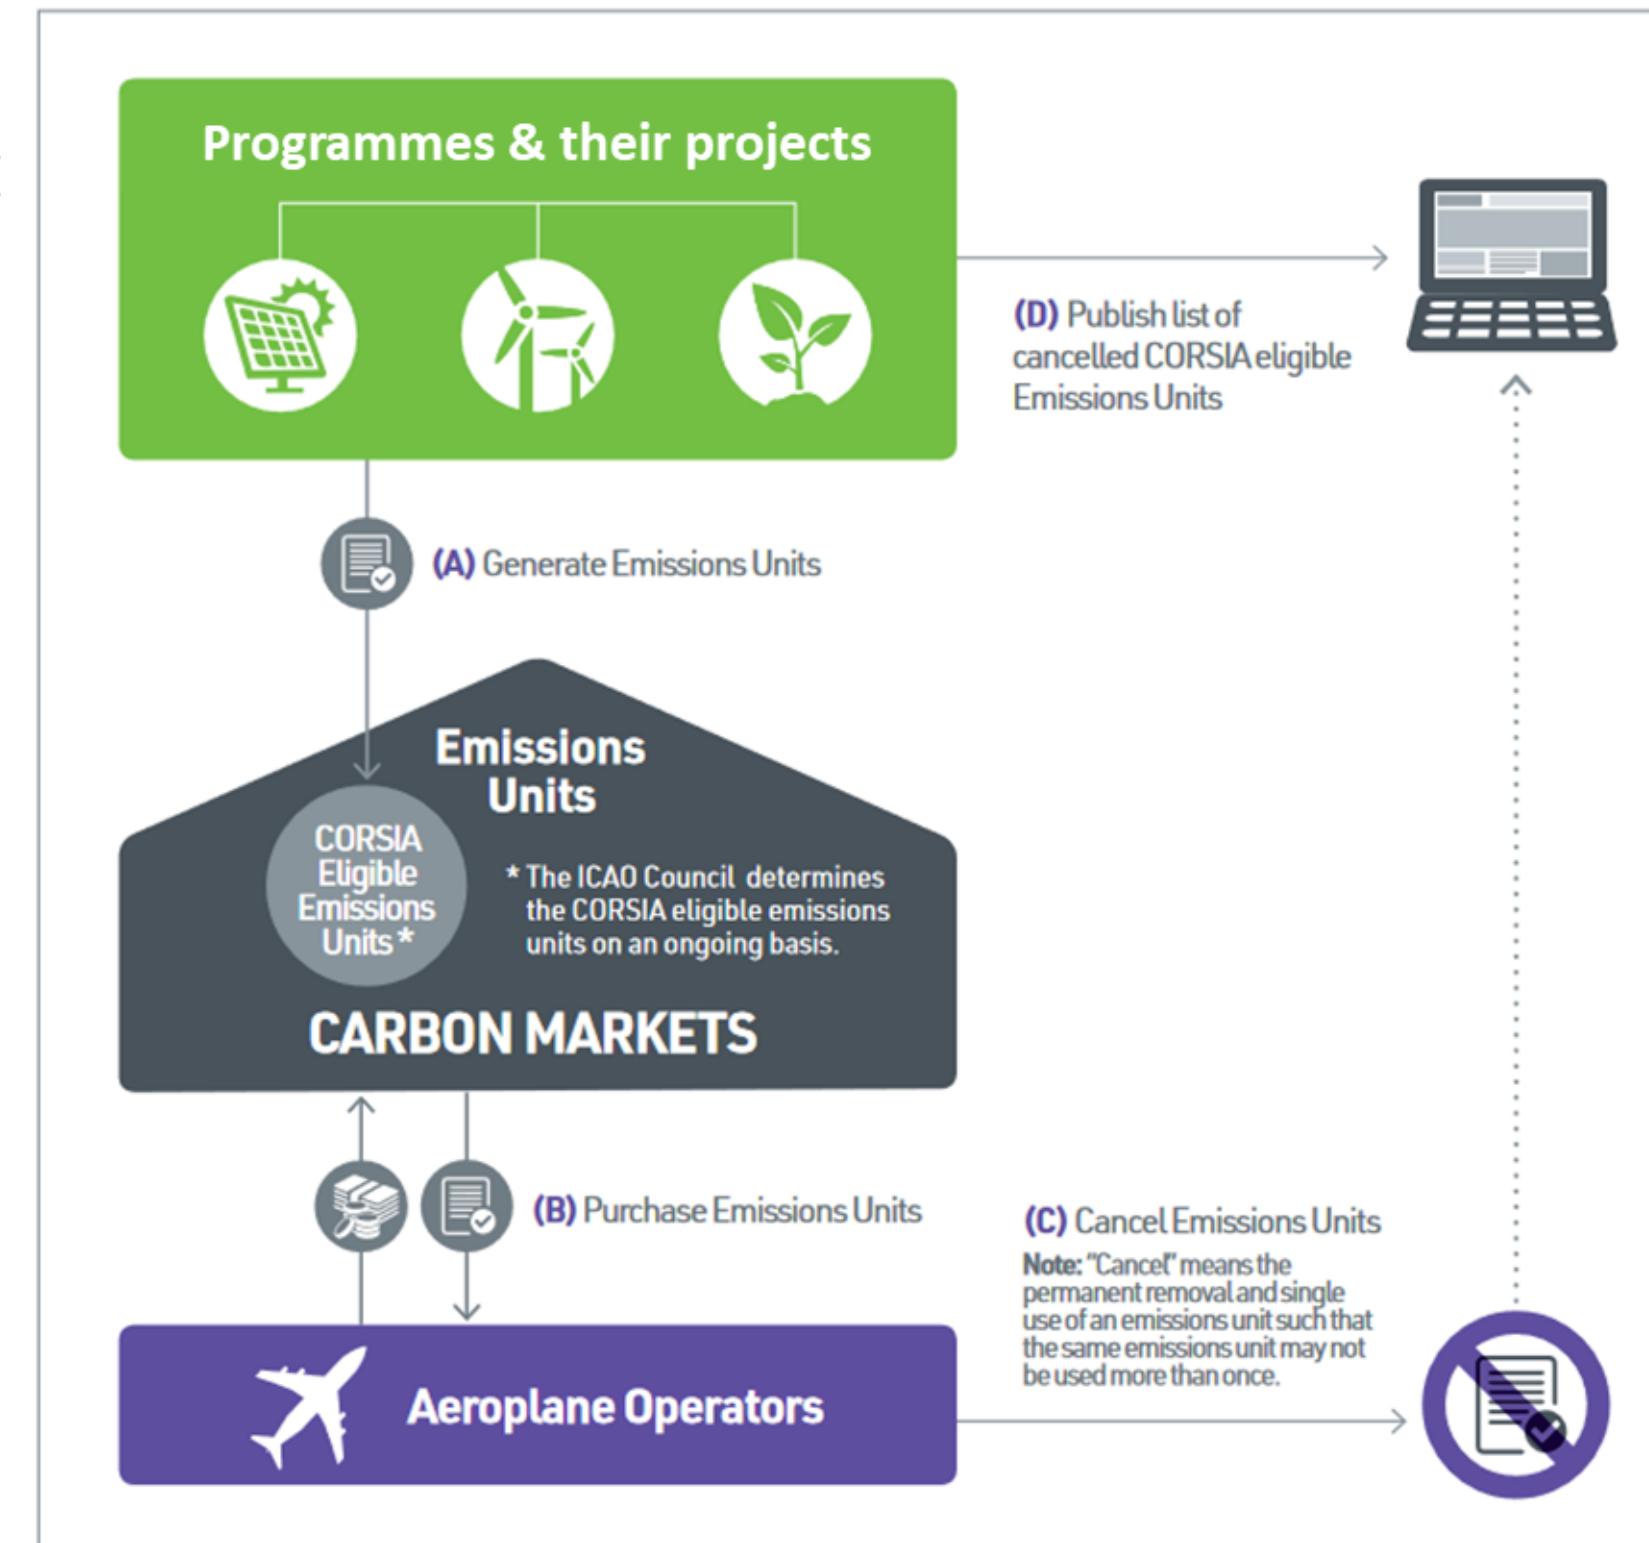 Programmes & their projects
(D) Publish list of
cancelled CORSIA eligible
Emissions Units
(A) Generate Emissions Units
Emissions
Units
CORSIA
Eligible
Emissions
Units *
* The ICAO Council determines
the CORSIA eligible emissions
units on an ongoing basis.
CARBON MARKETS
(B) Purchase Emissions Units
(C) Cancel Emissions Units
Note: "Cancel" means the
permanent removal and single
use of an emissions unit such that
the same emissions unit may not
be used more than once.
Aeroplane Operators